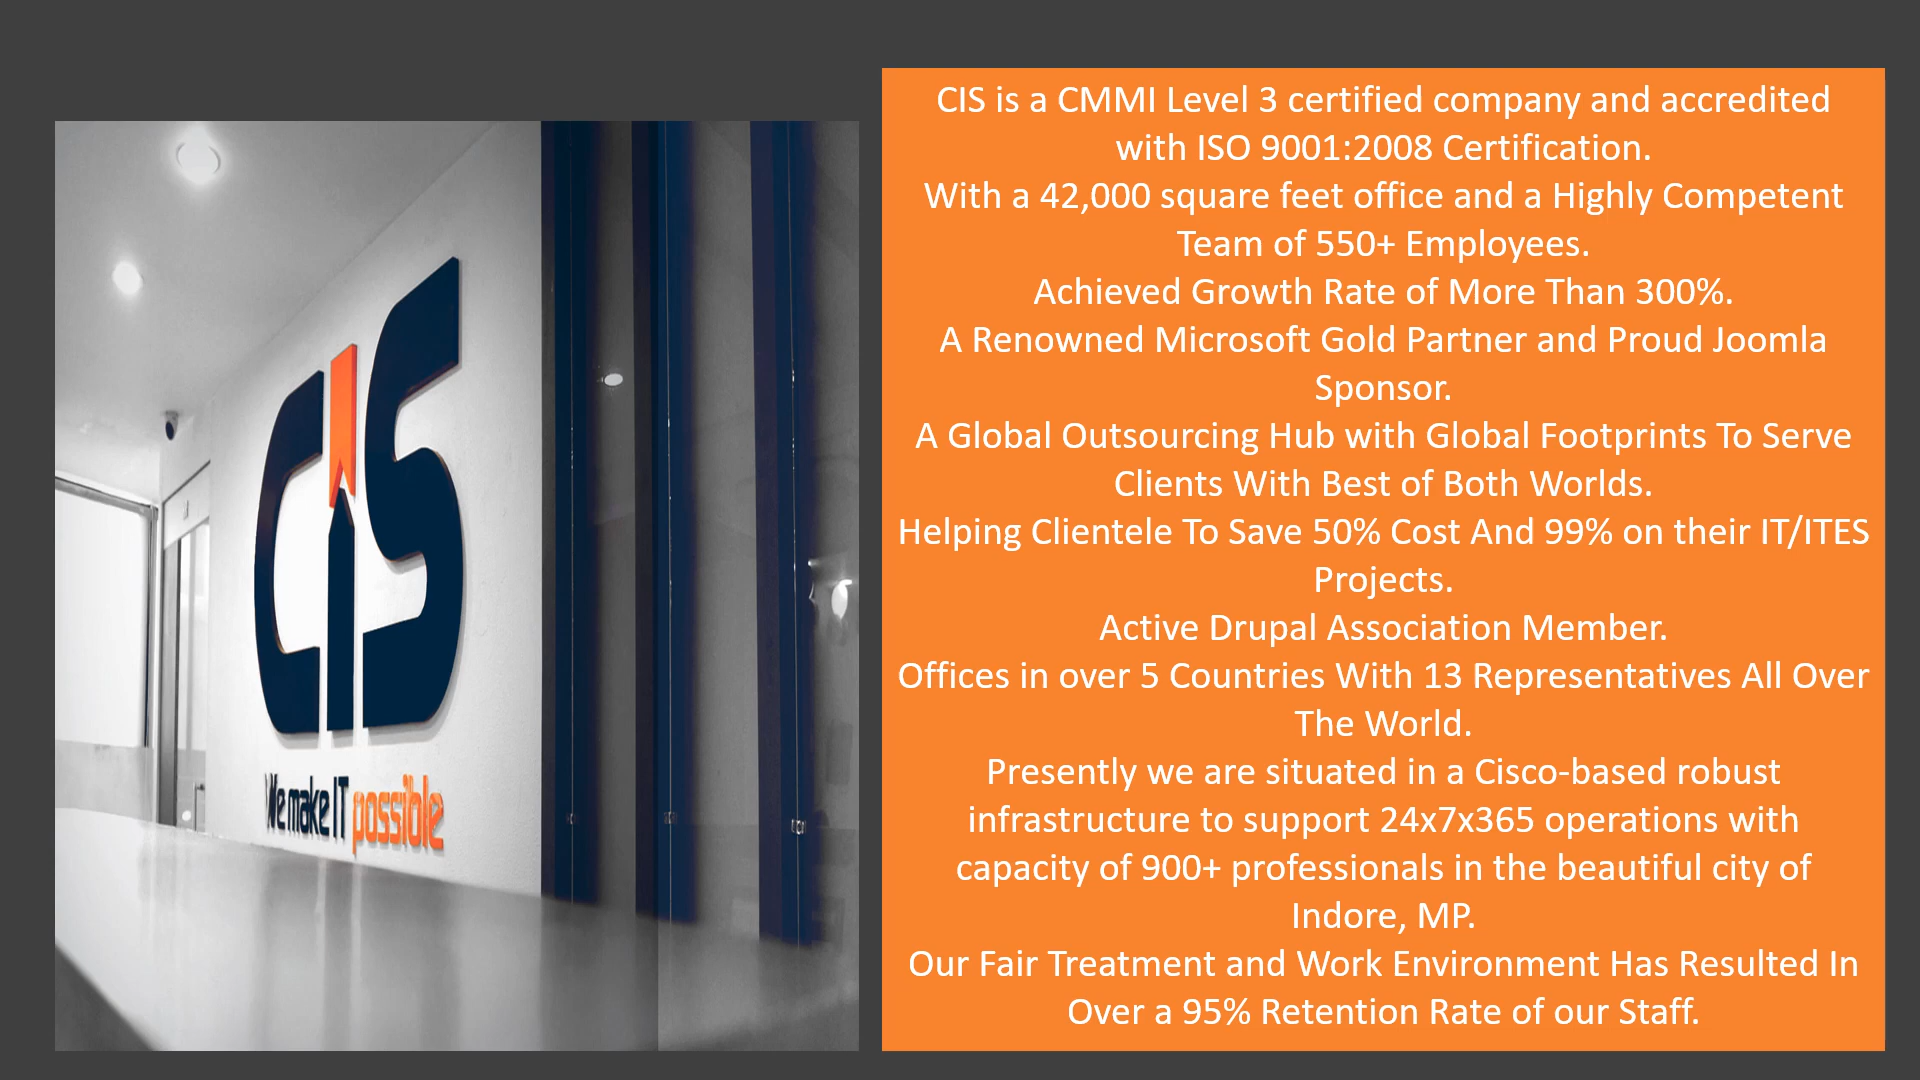 CIS
We make IT possible
CIS is a CMMI Level 3 certified company and accredited
with ISO 9001:2008 Certification.
With a 42,000 square feet office and a Highly Competent
Team of 550+ Employees.
Achieved Growth Rate of More Than 300%.
A Renowned Microsoft Gold Partner and Proud Joomla
Sponsor.
A Global Outsourcing Hub with Global Footprints To Serve
Clients With Best of Both Worlds.
Helping Clientele To Save 50% Cost And 99% on their IT/ITES
Projects.
Active Drupal Association Member.
Offices in over 5 Countries With 13 Representatives All Over
The World.
Presently we are situated in a Cisco-based robust
infrastructure to support 24x7x365 operations with
capacity of 900+ professionals in the beautiful city of
Indore, MP.
Our Fair Treatment and Work Environment Has Resulted In
Over a 95% Retention Rate of our Staff.